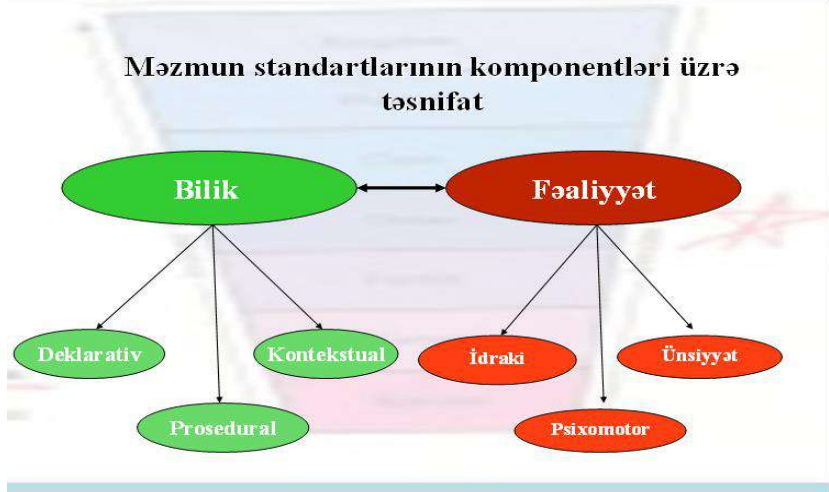 Məzmun standartlarının komponentləri üzrə
təsnifat
Bilik
Fəaliyyət
Deklarativ
Kontekstual
İdraki
Ünsiyyət
Prosedural
Psixomotor